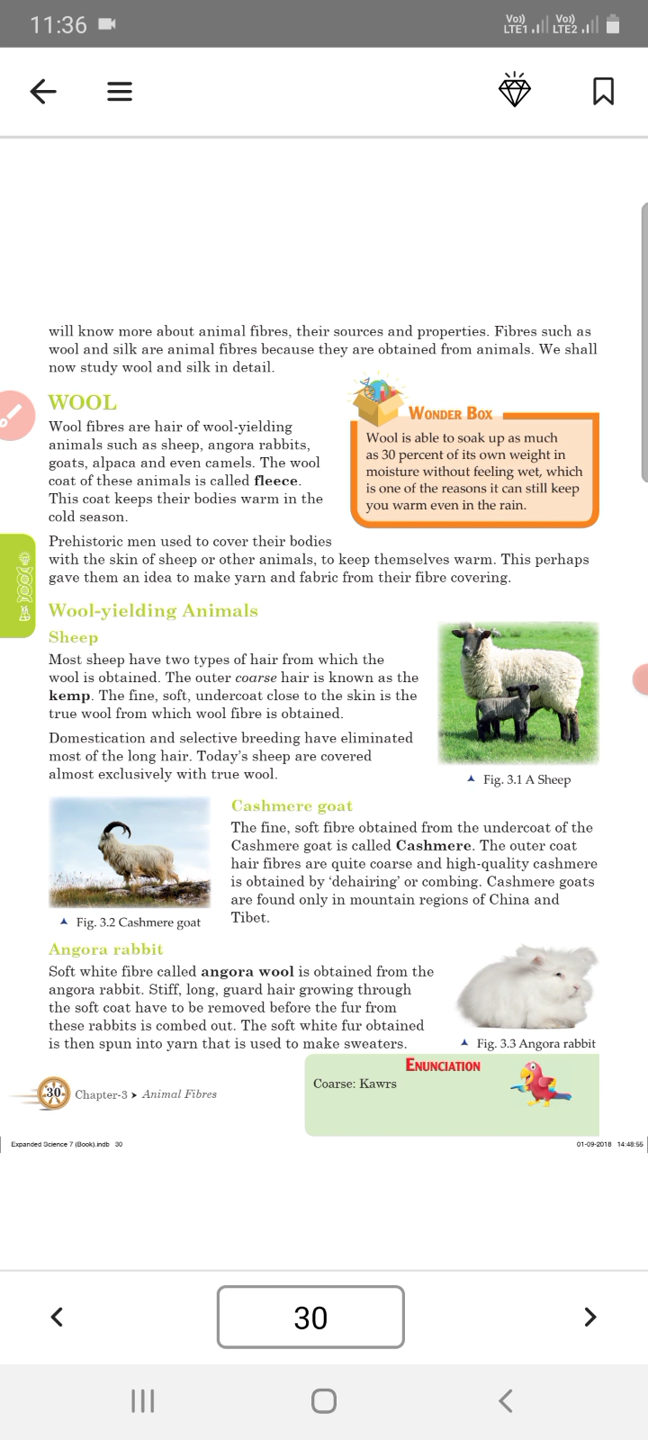 11:36
Vo)) LTE1 Vo)) LTE2
will know more about animal fibres, their sources and properties. Fibres such as
wool and silk are animal fibres because they are obtained from animals. We shall
now study wool and silk in detail.
WOOL
Wool fibres are hair of wool-yielding
animals such as sheep, angora rabbits,
goats, alpaca and even camels. The wool
coat of these animals is called fleece.
This coat keeps their bodies warm in the
cold season.
WONDER BOX
Wool is able to soak up as much
as 30 percent of its own weight in
moisture without feeling wet, which
is one of the reasons it can still keep
you warm even in the rain.
Prehistoric men used to cover their bodies
with the skin of sheep or other animals, to keep themselves warm. This perhaps
gave them an idea to make yarn and fabric from their fibre covering.
Wool-yielding Animals
Sheep
Most sheep have two types of hair from which the
wool is obtained. The outer coarse hair is known as the
kemp. The fine, soft, undercoat close to the skin is the
true wool from which wool fibre is obtained.
Domestication and selective breeding have eliminated
most of the long hair. Today's sheep are covered
almost exclusively with true wool.
▲ Fig. 3.1 A Sheep
Cashmere goat
The fine, soft fibre obtained from the undercoat of the
Cashmere goat is called Cashmere. The outer coat
hair fibres are quite coarse and high-quality cashmere
is obtained by 'dehairing' or combing. Cashmere goats
are found only in mountain regions of China and
Tibet.
▲ Fig. 3.2 Cashmere goat
Angora rabbit
Soft white fibre called angora wool is obtained from the
angora rabbit. Stiff, long, guard hair growing through
the soft coat have to be removed before the fur from
these rabbits is combed out. The soft white fur obtained
is then spun into yarn that is used to make sweaters.
▲ Fig. 3.3 Angora rabbit
ENUNCIATION
Coarse: Kawrs
30 Chapter-3 ➤ Animal Fibres
Expanded Science 7 (Book).indb 30
01-09-2018 14:48:55
30